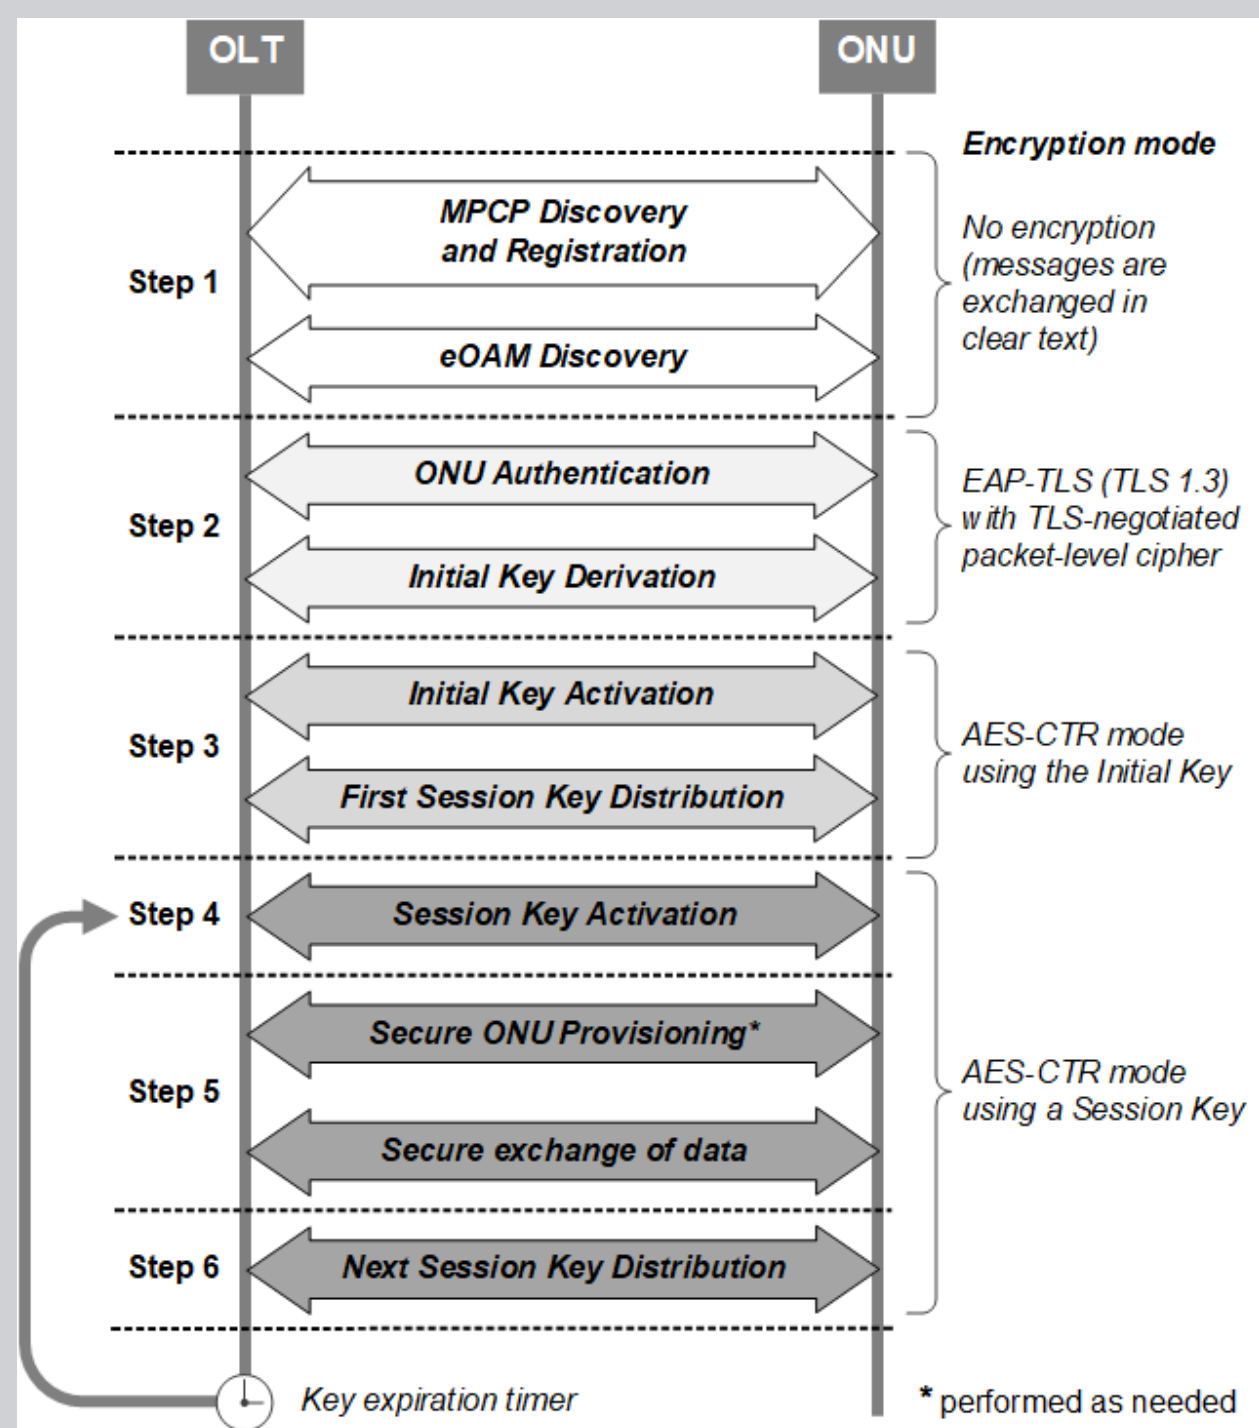 OLT
ONU
Encryption mode
MPCP Discovery
and Registration
No encryption
(messages are
exchanged in
clear text)
Step 1
eOAM Discovery
ONU Authentication
EAP-TLS (TLS 1.3)
with TLS-negotiated
packet-level cipher
Step 2
Initial Key Derivation
Initial Key Activation
Step 3
AES-CTR mode
using the Initial Key
First Session Key Distribution
Step 4
Session Key Activation
Secure ONU Provisioning*
Step 5
AES-CTR mode
using a Session Key
Secure exchange of data
Step 6
Next Session Key Distribution
Key expiration timer
* performed as needed